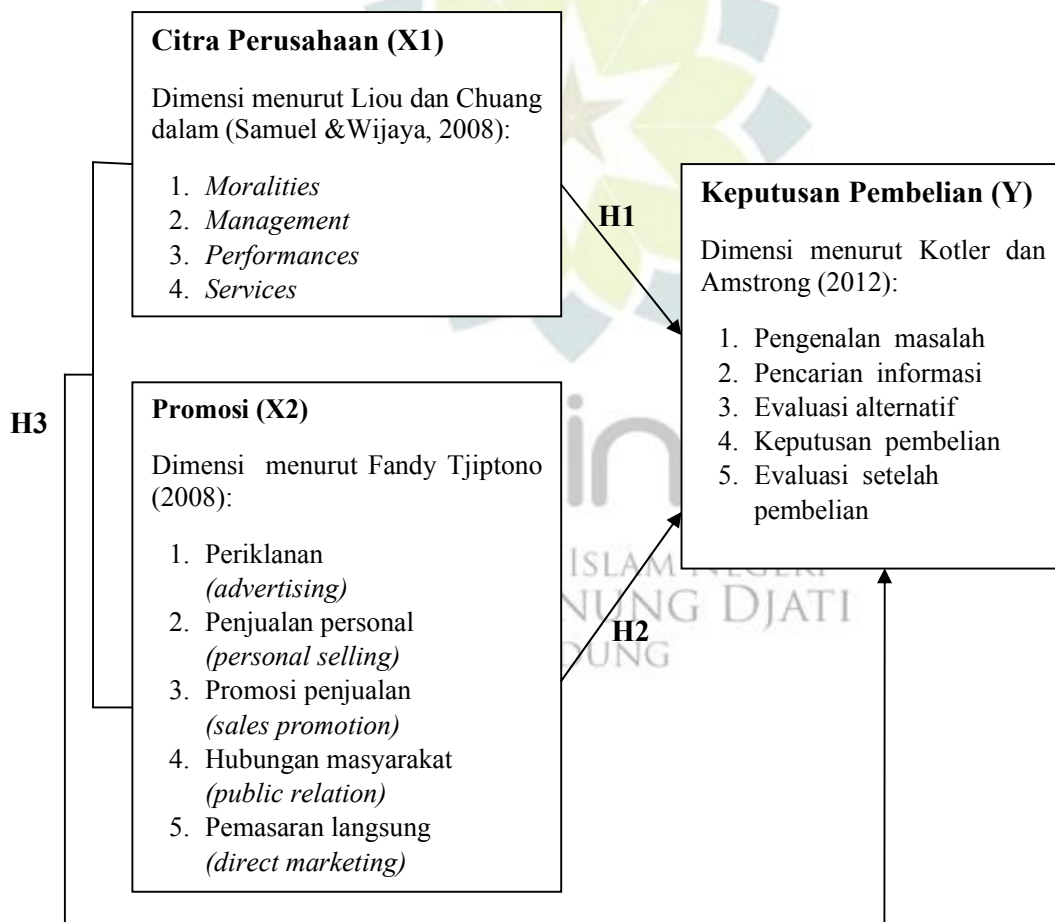 Citra Perusahaan (X1)
Dimensi menurut Liou dan Chuang
dalam (Samuel &Wijaya, 2008):
1. Moralities
2. Management
3. Performances
4. Services
H1
Keputusan Pembelian (Y)
Dimensi menurut Kotler dan
Amstrong (2012):
1. Pengenalan masalah
2. Pencarian informasi
3. Evaluasi alternatif
4. Keputusan pembelian
5. Evaluasi setelah
pembelian
H3
Promosi (X2)
Dimensi menurut Fandy Tjiptono
(2008):
1. Periklanan
(advertising)
2. Penjualan personal
(personal selling)
3. Promosi penjualan
(sales promotion)
4. Hubungan masyarakat
(public relation)
5. Pemasaran langsung
(direct marketing)
H2
ISLAM NEGERI
DJATI